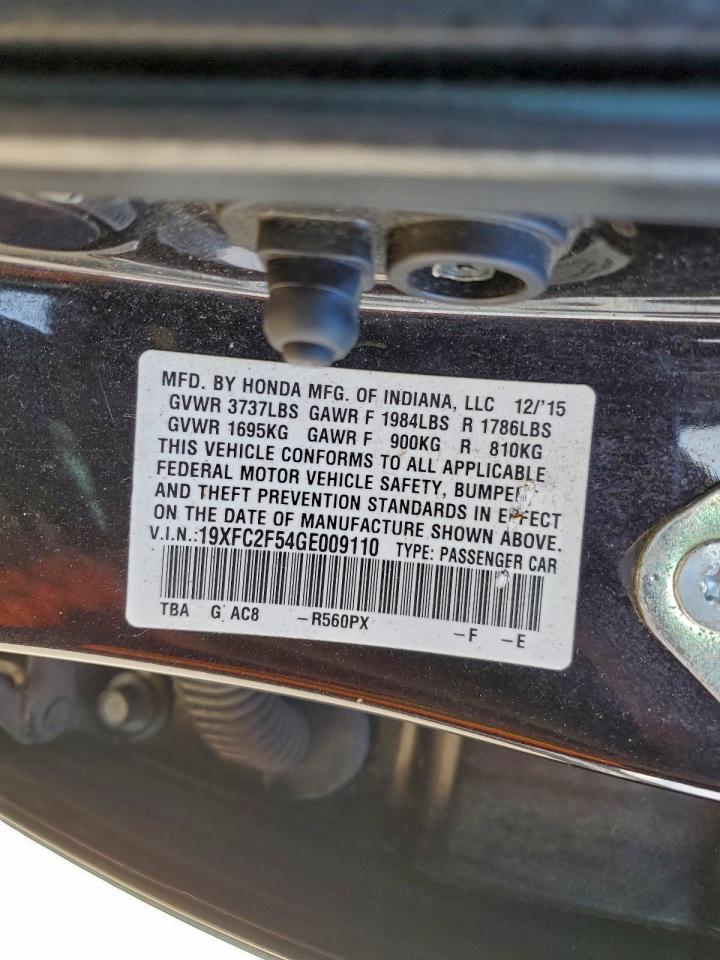 MFD. BY HONDA MFG. OF INDIANA, LLC 12/'15
GVWR 3737LBS GAWR F 1984LBS R 1786LBS
GVWR 1695KG GAWR F 900KG R 810KG
THIS VEHICLE CONFORMS TO ALL APPLICABLE
FEDERAL MOTOR VEHICLE SAFETY, BUMPER
AND THEFT PREVENTION STANDARDS IN EFFECT
ON THE DATE OF MANUFACTURE SHOWN ABOVE.
V.I.N.:19XFC2F54GE009110 TYPE: PASSENGER CAR
TBA G AC8 -R560PX -F -E